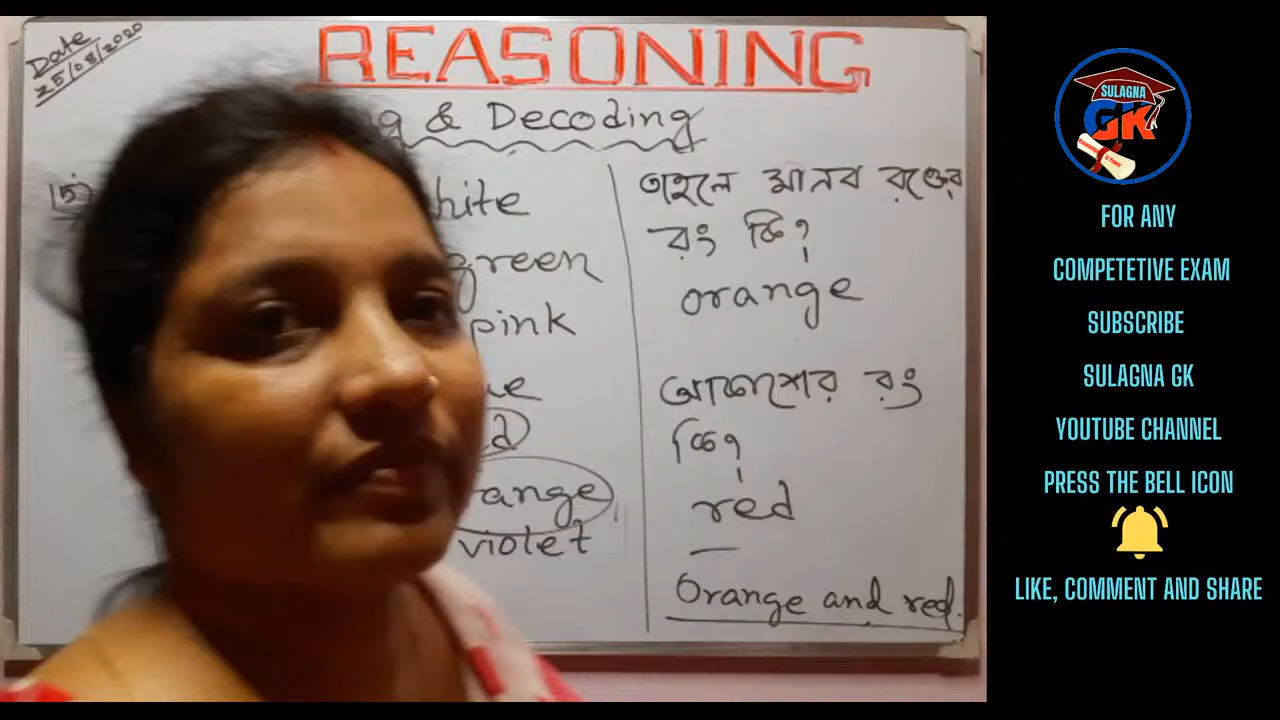 Date
25/08/2020
REASONING
& Decoding
green
pink
violet
তাহলে মানব রক্তের
রং কি?
orange
আকাশের রং
কি?
red
Orange and red.
SULAGNA
GK
FOR ANY
COMPETETIVE EXAM
SUBSCRIBE
SULAGNA GK
YOUTUBE CHANNEL
PRESS THE BELL ICON
LIKE, COMMENT AND SHARE